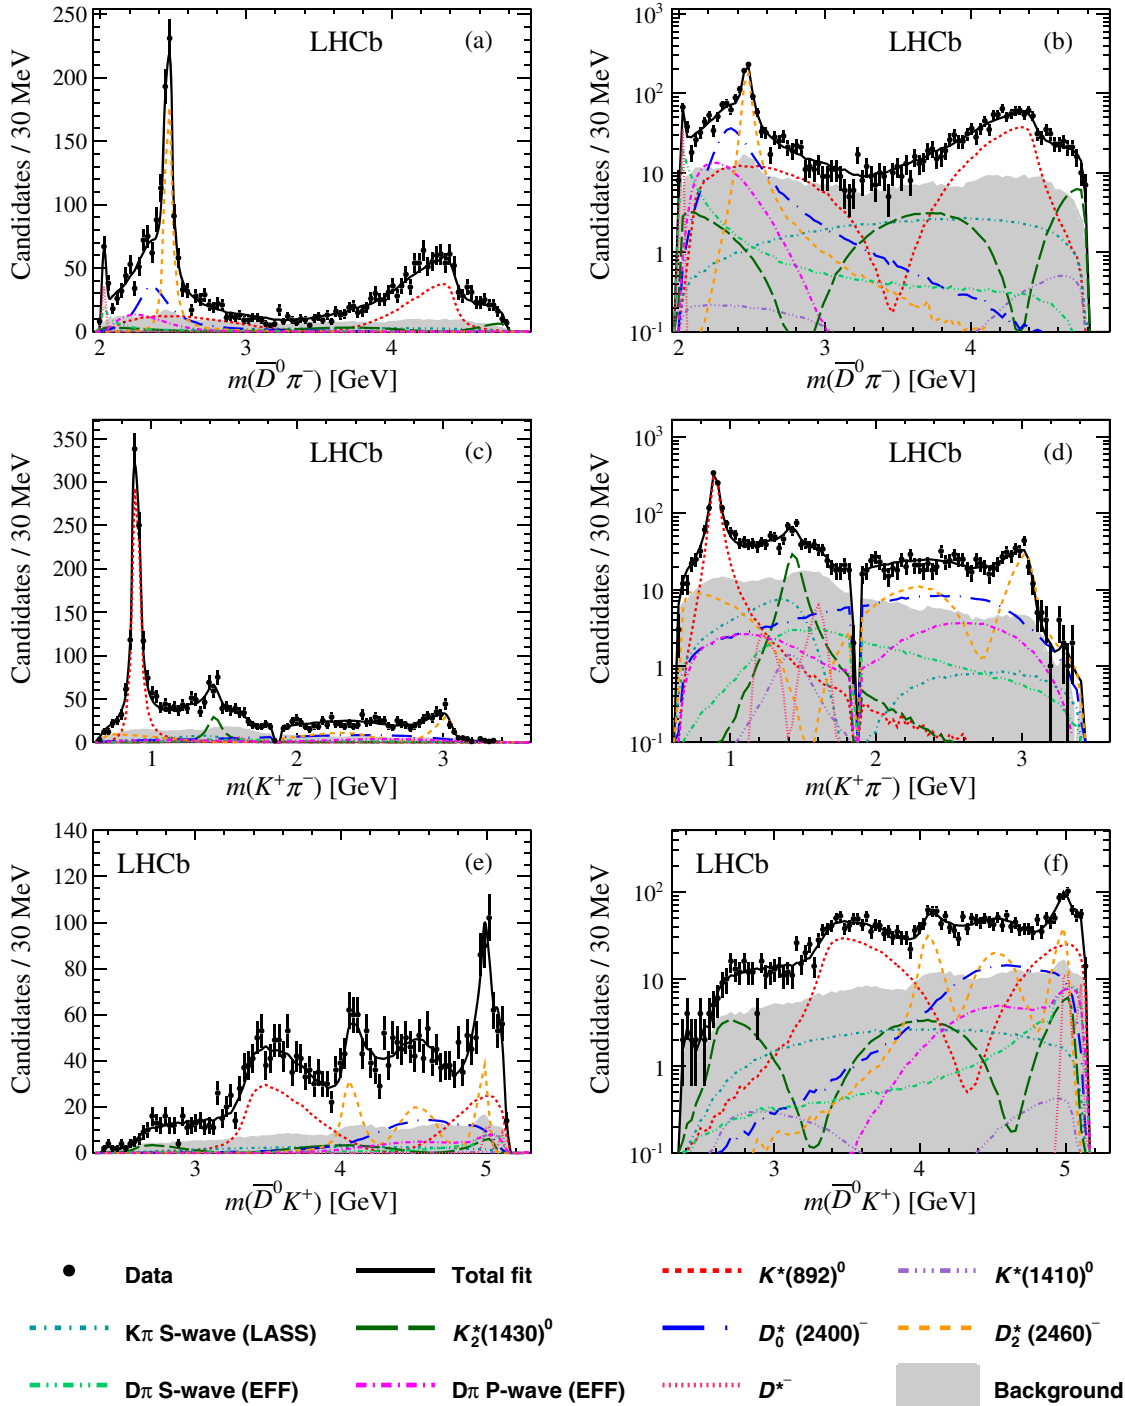 250
200
150
100
50
0
Candidates / 30 MeV
LHCb
(a)
2
3
4
m(D̅⁰π⁻) [GeV]
10³
10²
10
1
10⁻¹
Candidates / 30 MeV
LHCb
(b)
2
3
4
m(D̅⁰π⁻) [GeV]
350
300
250
200
150
100
50
0
Candidates / 30 MeV
LHCb
(c)
1
2
3
m(K⁺π⁻) [GeV]
10³
10²
10
1
10⁻¹
Candidates / 30 MeV
LHCb
(d)
1
2
3
m(K⁺π⁻) [GeV]
140
120
100
80
60
40
20
0
Candidates / 30 MeV
LHCb
(e)
3
4
5
m(D̅⁰K⁺) [GeV]
10²
10
1
10⁻¹
Candidates / 30 MeV
LHCb
(f)
3
4
5
m(D̅⁰K⁺) [GeV]
Data
Total fit
K*(892)⁰
K*(1410)⁰
Kπ S-wave (LASS)
K₂*(1430)⁰
D₀* (2400)⁻
D₂* (2460)⁻
Dπ S-wave (EFF)
Dπ P-wave (EFF)
D*⁻
Background